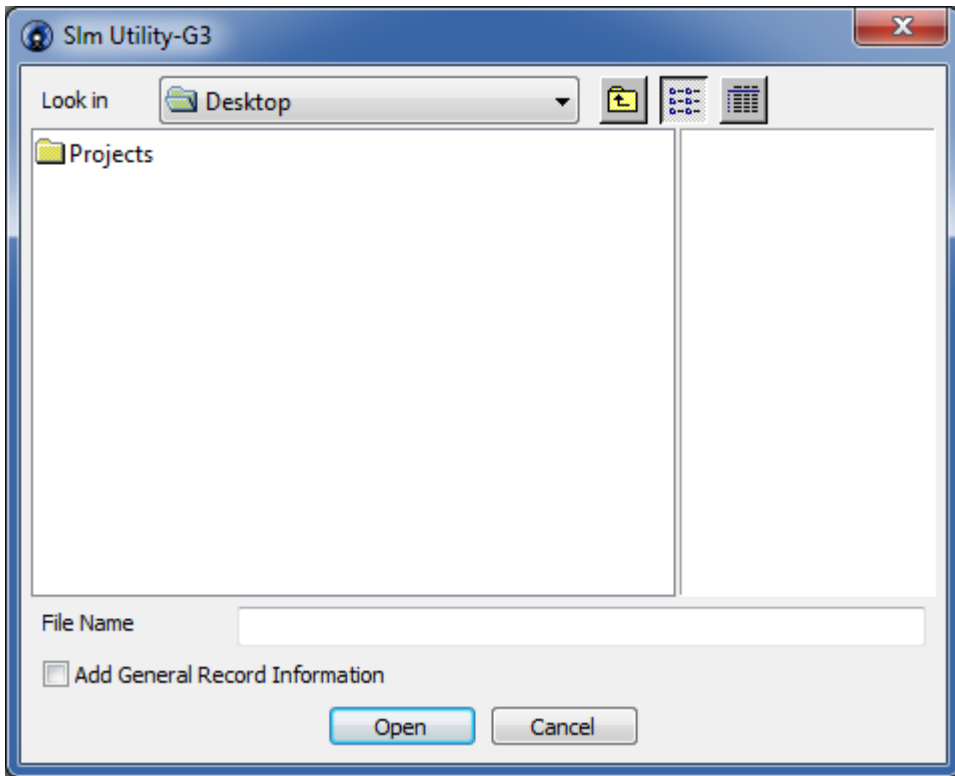 Slm Utility-G3
Look in Desktop
Projects
File Name
Add General Record Information
Open Cancel